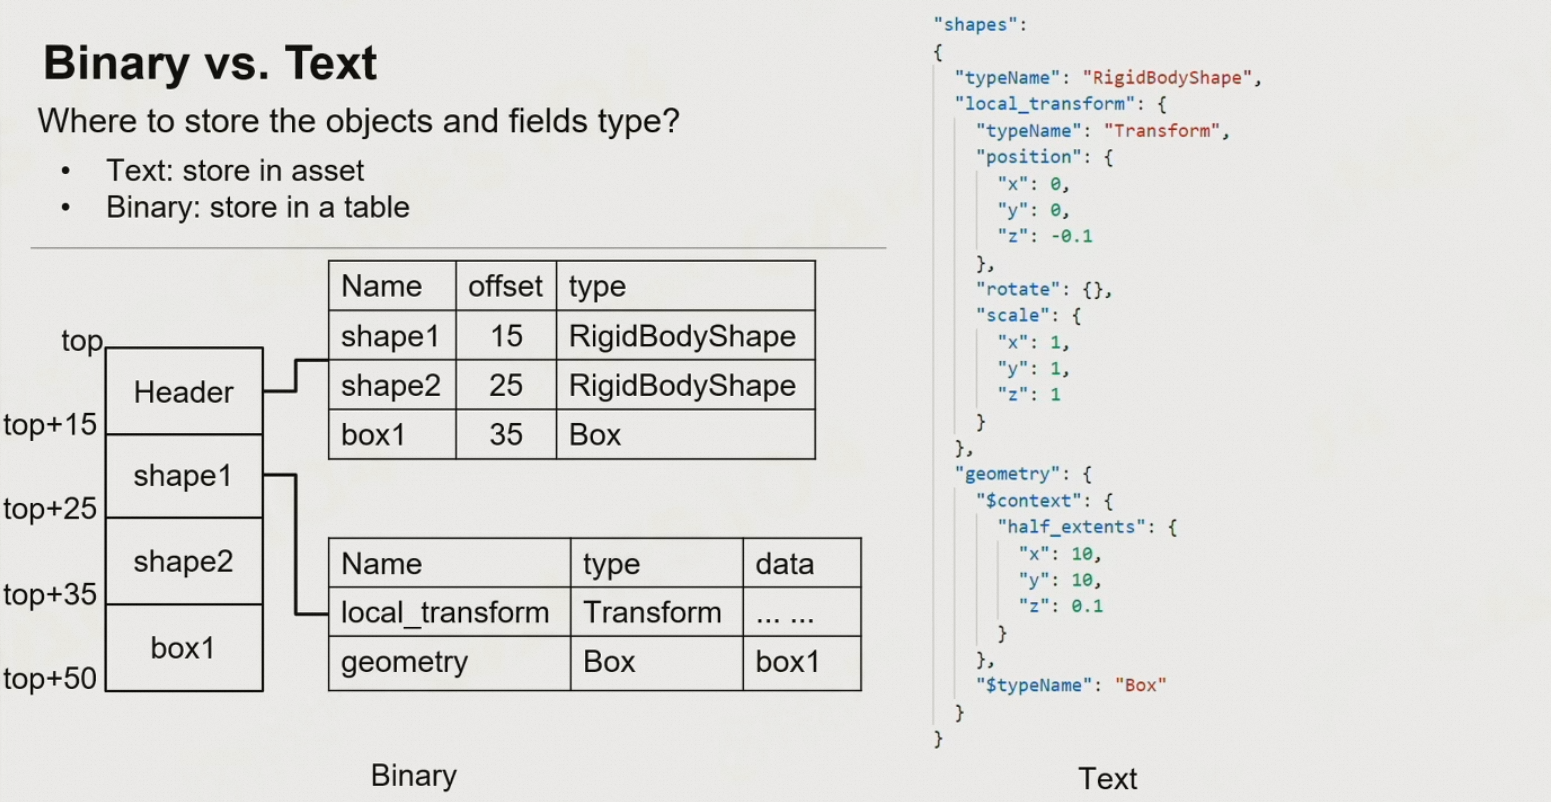 Binary vs. Text
Where to store the objects and fields type?
• Text: store in asset
• Binary: store in a table
top
Header
top+15
shape1
top+25
shape2
top+35
box1
top+50
Name offset type
shape1 15 RigidBodyShape
shape2 25 RigidBodyShape
box1 35 Box
Name type data
local_transform Transform ... ...
geometry Box box1
Binary
"shapes":
{
"typeName": "RigidBodyShape",
"local_transform": {
"typeName": "Transform",
"position": {
"x": 0,
"y": 0,
"z": -0.1
},
"rotate": {},
"scale": {
"x": 1,
"y": 1,
"z": 1
}
},
"geometry": {
"$context": {
"half_extents": {
"x": 10,
"y": 10,
"z": 0.1
}
},
"$typeName": "Box"
}
}
Text